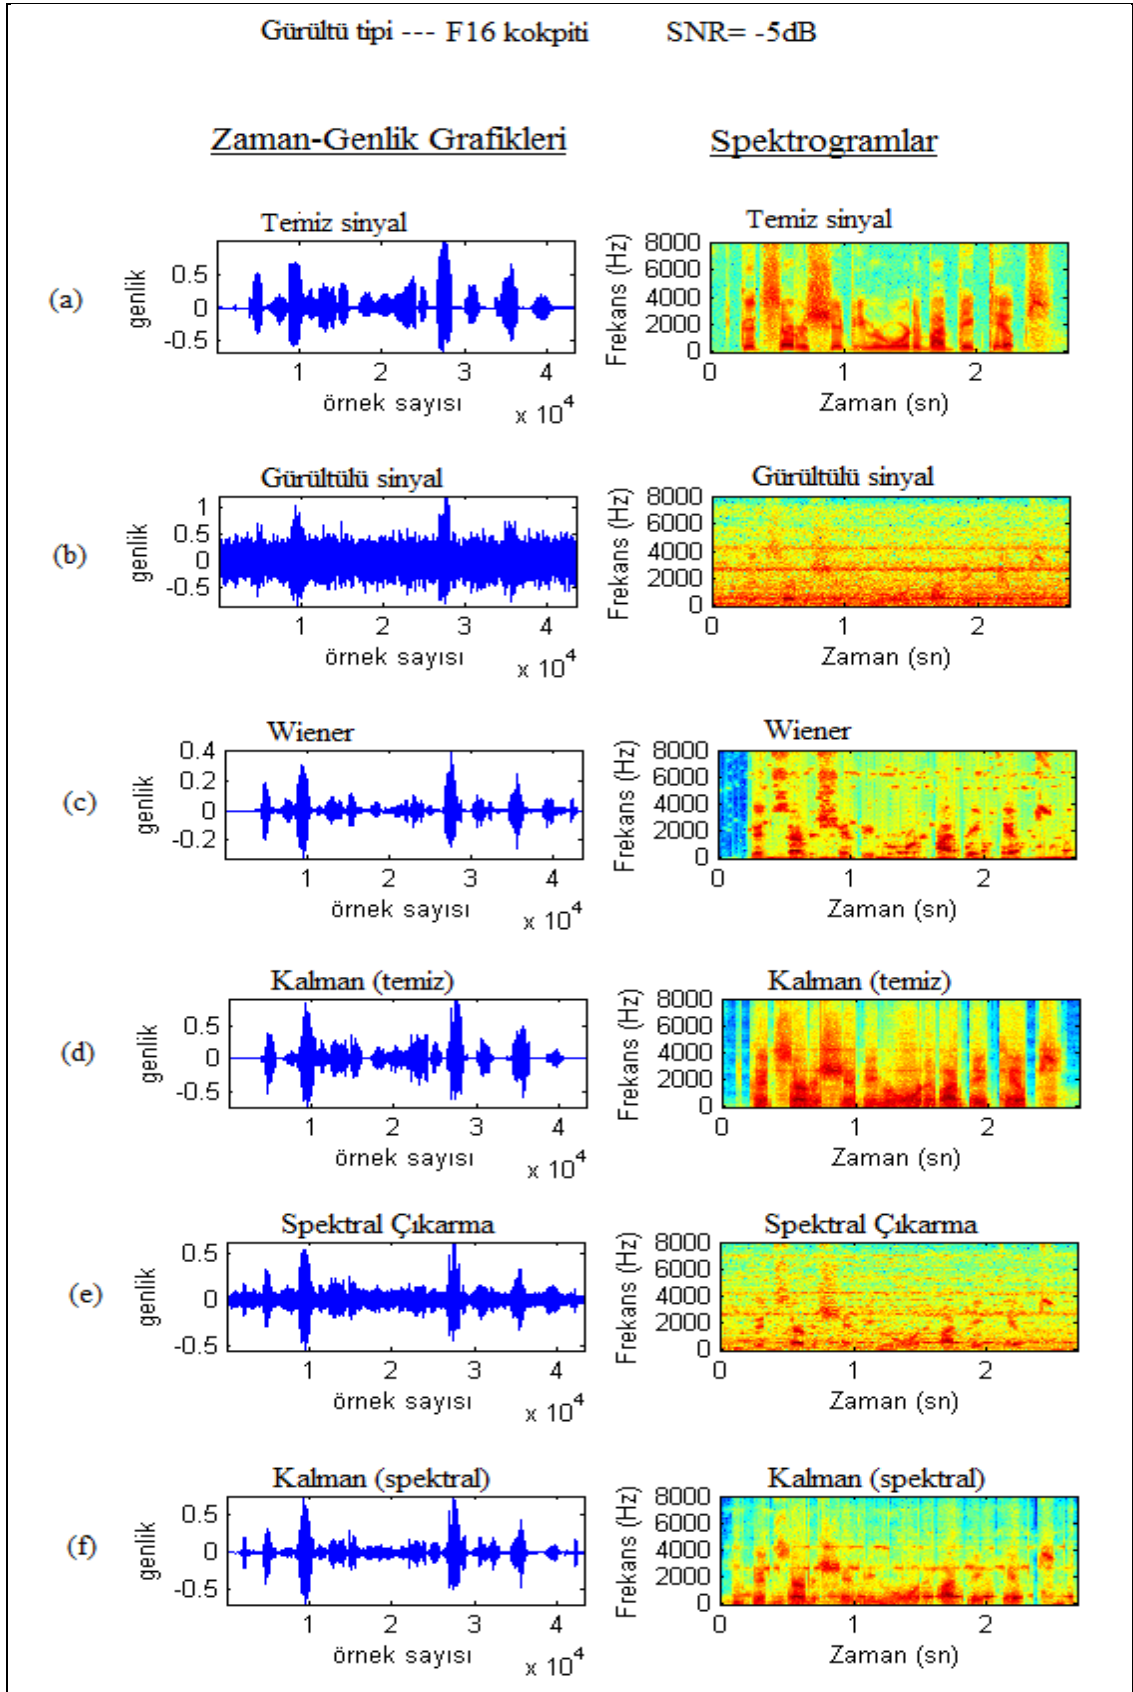 Gürültü tipi --- F16 kokpiti SNR= -5dB
Zaman-Genlik Grafikleri Spektrogramlar
(a)
Temiz sinyal
genlik
0.5
0
-0.5
1 2 3 4
örnek sayısı
x 10^4
Temiz sinyal
Frekans (Hz)
8000
6000
4000
2000
0
0 1 2
Zaman (sn)
(b)
Gürültülü sinyal
genlik
1
0.5
0
-0.5
1 2 3 4
örnek sayısı
x 10^4
Gürültülü sinyal
Frekans (Hz)
8000
6000
4000
2000
0
0 1 2
Zaman (sn)
(c)
Wiener
genlik
0.4
0.2
0
-0.2
1 2 3 4
örnek sayısı
x 10^4
Wiener
Frekans (Hz)
8000
6000
4000
2000
0
0 1 2
Zaman (sn)
(d)
Kalman (temiz)
genlik
0.5
0
-0.5
1 2 3 4
örnek sayısı
x 10^4
Kalman (temiz)
Frekans (Hz)
8000
6000
4000
2000
0
0 1 2
Zaman (sn)
(e)
Spektral Çıkarma
genlik
0.5
0
-0.5
1 2 3 4
örnek sayısı
x 10^4
Spektral Çıkarma
Frekans (Hz)
8000
6000
4000
2000
0
0 1 2
Zaman (sn)
(f)
Kalman (spektral)
genlik
0.5
0
-0.5
1 2 3 4
örnek sayısı
x 10^4
Kalman (spektral)
Frekans (Hz)
8000
6000
4000
2000
0
0 1 2
Zaman (sn)